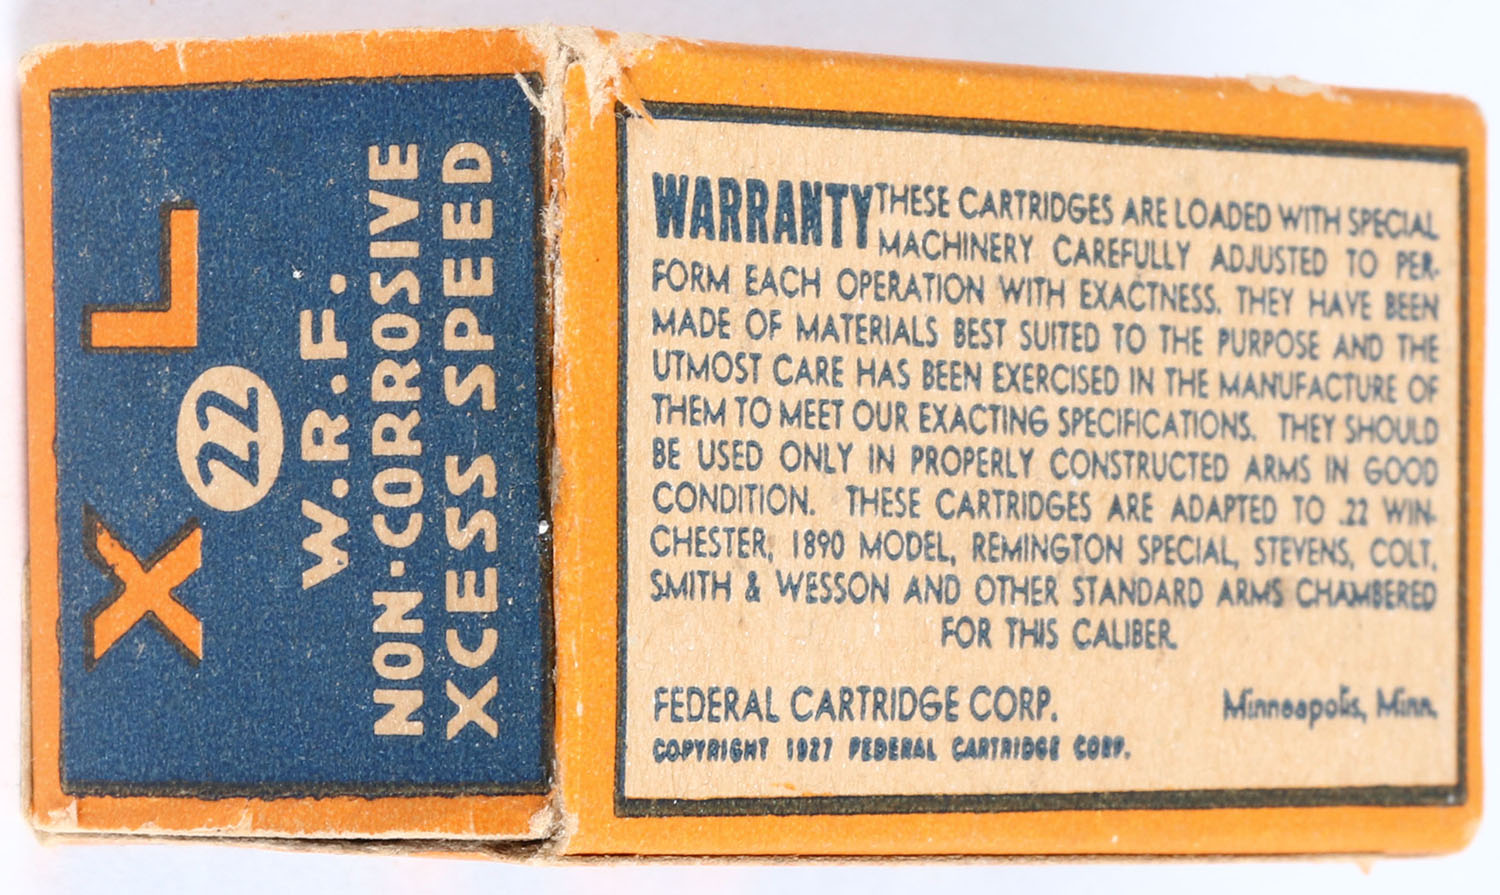 X 22 L
W.R.F.
NON-CORROSIVE
XCESS SPEED
WARRANTY THESE CARTRIDGES ARE LOADED WITH SPECIAL
MACHINERY CAREFULLY ADJUSTED TO PER-
FORM EACH OPERATION WITH EXACTNESS. THEY HAVE BEEN
MADE OF MATERIALS BEST SUITED TO THE PURPOSE AND THE
UTMOST CARE HAS BEEN EXERCISED IN THE MANUFACTURE OF
THEM TO MEET OUR EXACTING SPECIFICATIONS. THEY SHOULD
BE USED ONLY IN PROPERLY CONSTRUCTED ARMS IN GOOD
CONDITION. THESE CARTRIDGES ARE ADAPTED TO .22 WIN-
CHESTER, 1890 MODEL, REMINGTON SPECIAL, STEVENS, COLT,
SMITH & WESSON AND OTHER STANDARD ARMS CHAMBERED
FOR THIS CALIBER.
FEDERAL CARTRIDGE CORP. Minneapolis, Minn.
COPYRIGHT 1927 FEDERAL CARTRIDGE CORP.